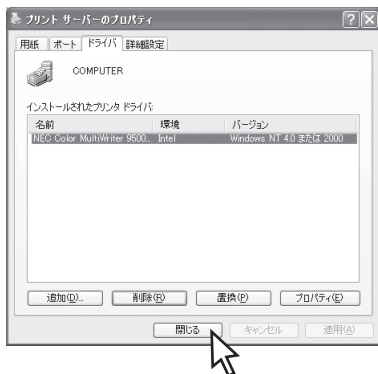 プリント サーバーのプロパティ
用紙 ポート ドライバ 詳細設定
COMPUTER
インストールされたプリンタ ドライバ:
名前 環境 バージョン
NEC Color MultiWriter 9500... Intel Windows NT 4.0 または 2000
追加(D)... 削除(R) 置換(P) プロパティ(E)
閉じる キャンセル 適用(A)